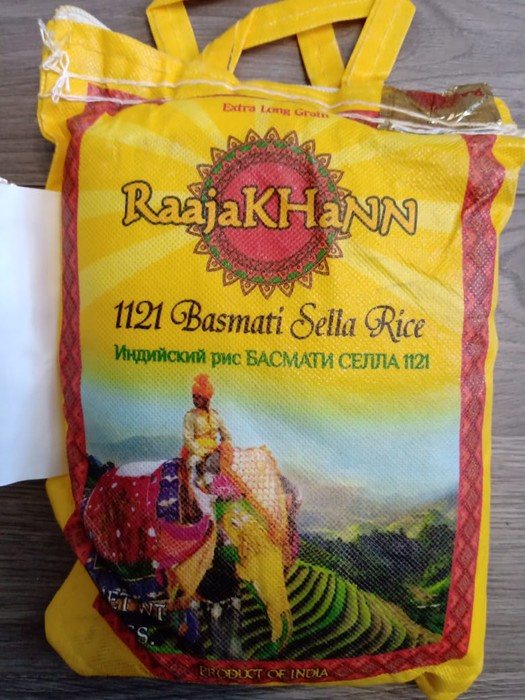 Extra Long Grain
RaajaKHaNN
1121 Basmati Sella Rice
Индийский рис БАСМАТИ СЕЛЛА 1121
PRODUCT OF INDIA